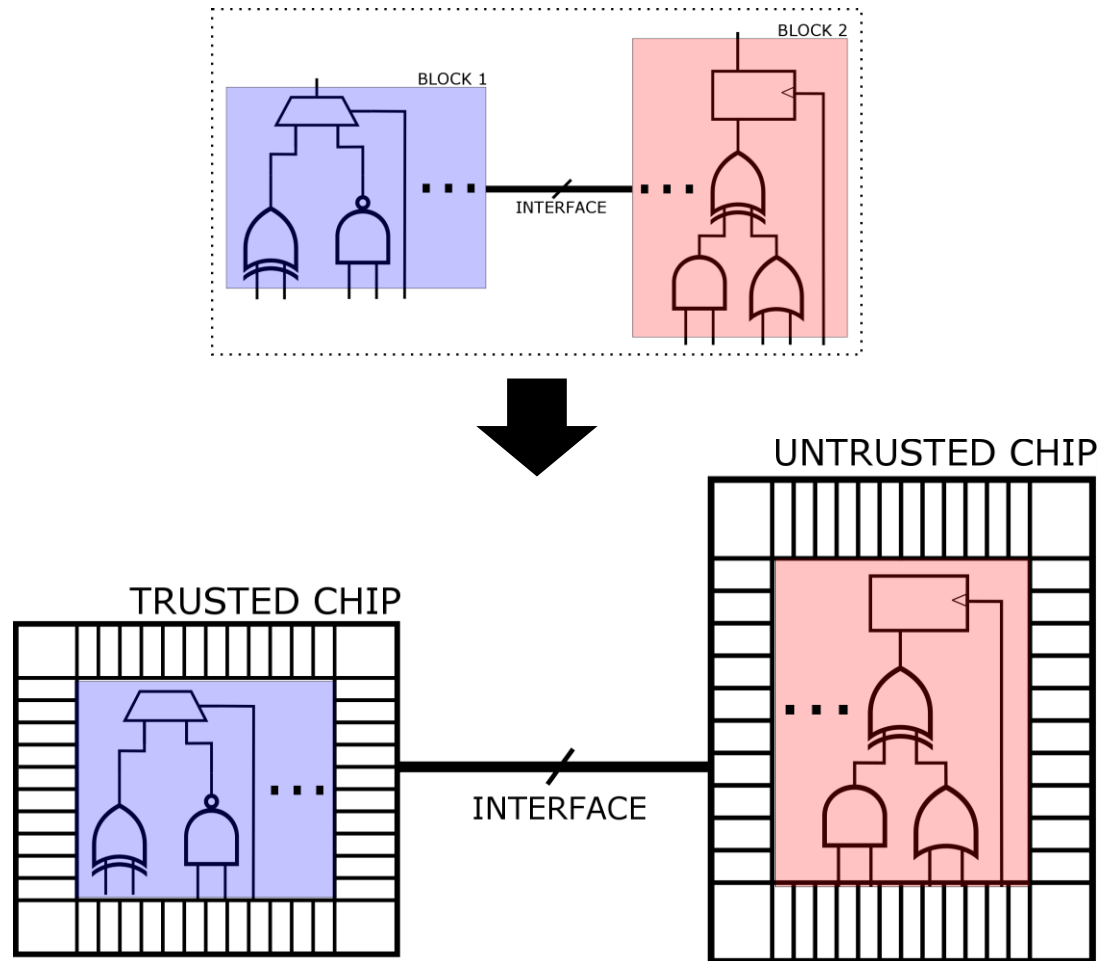 BLOCK 2
BLOCK 1
INTERFACE
UNTRUSTED CHIP
TRUSTED CHIP
INTERFACE